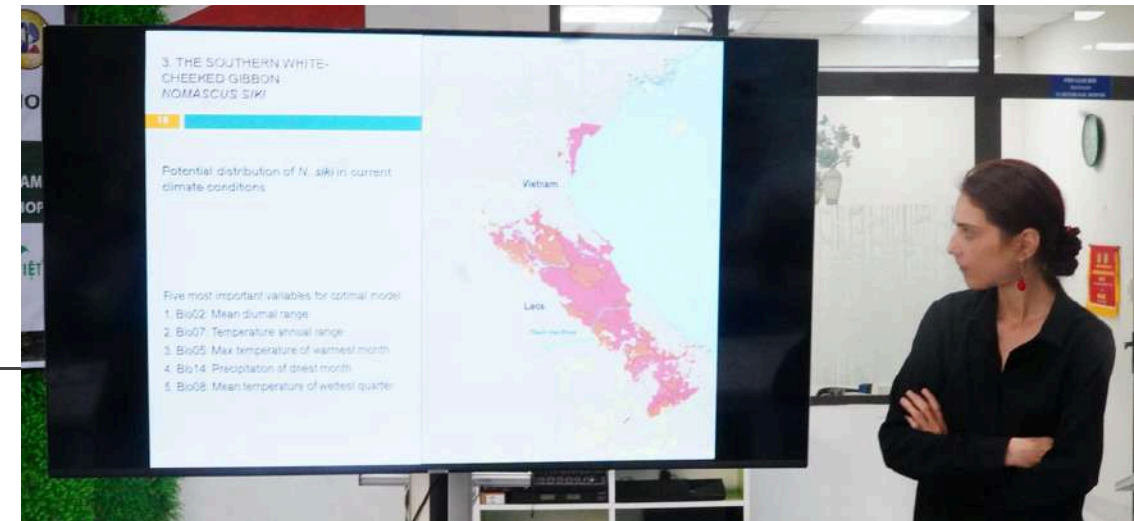 3. THE SOUTHERN WHITE-
CHEEKED GIBBON
NOMASCUS SIKI
18
Potential distribution of N. siki in current
climate conditions
Five most important variables for optimal model
1. Bio02: Mean diurnal range
2. Bio07: Temperature annual range
3. Bio05: Max temperature of warmest month
4. Bio14: Precipitation of driest month
5. Bio08: Mean temperature of wettest quarter
Vietnam
Laos
AM
IỆT